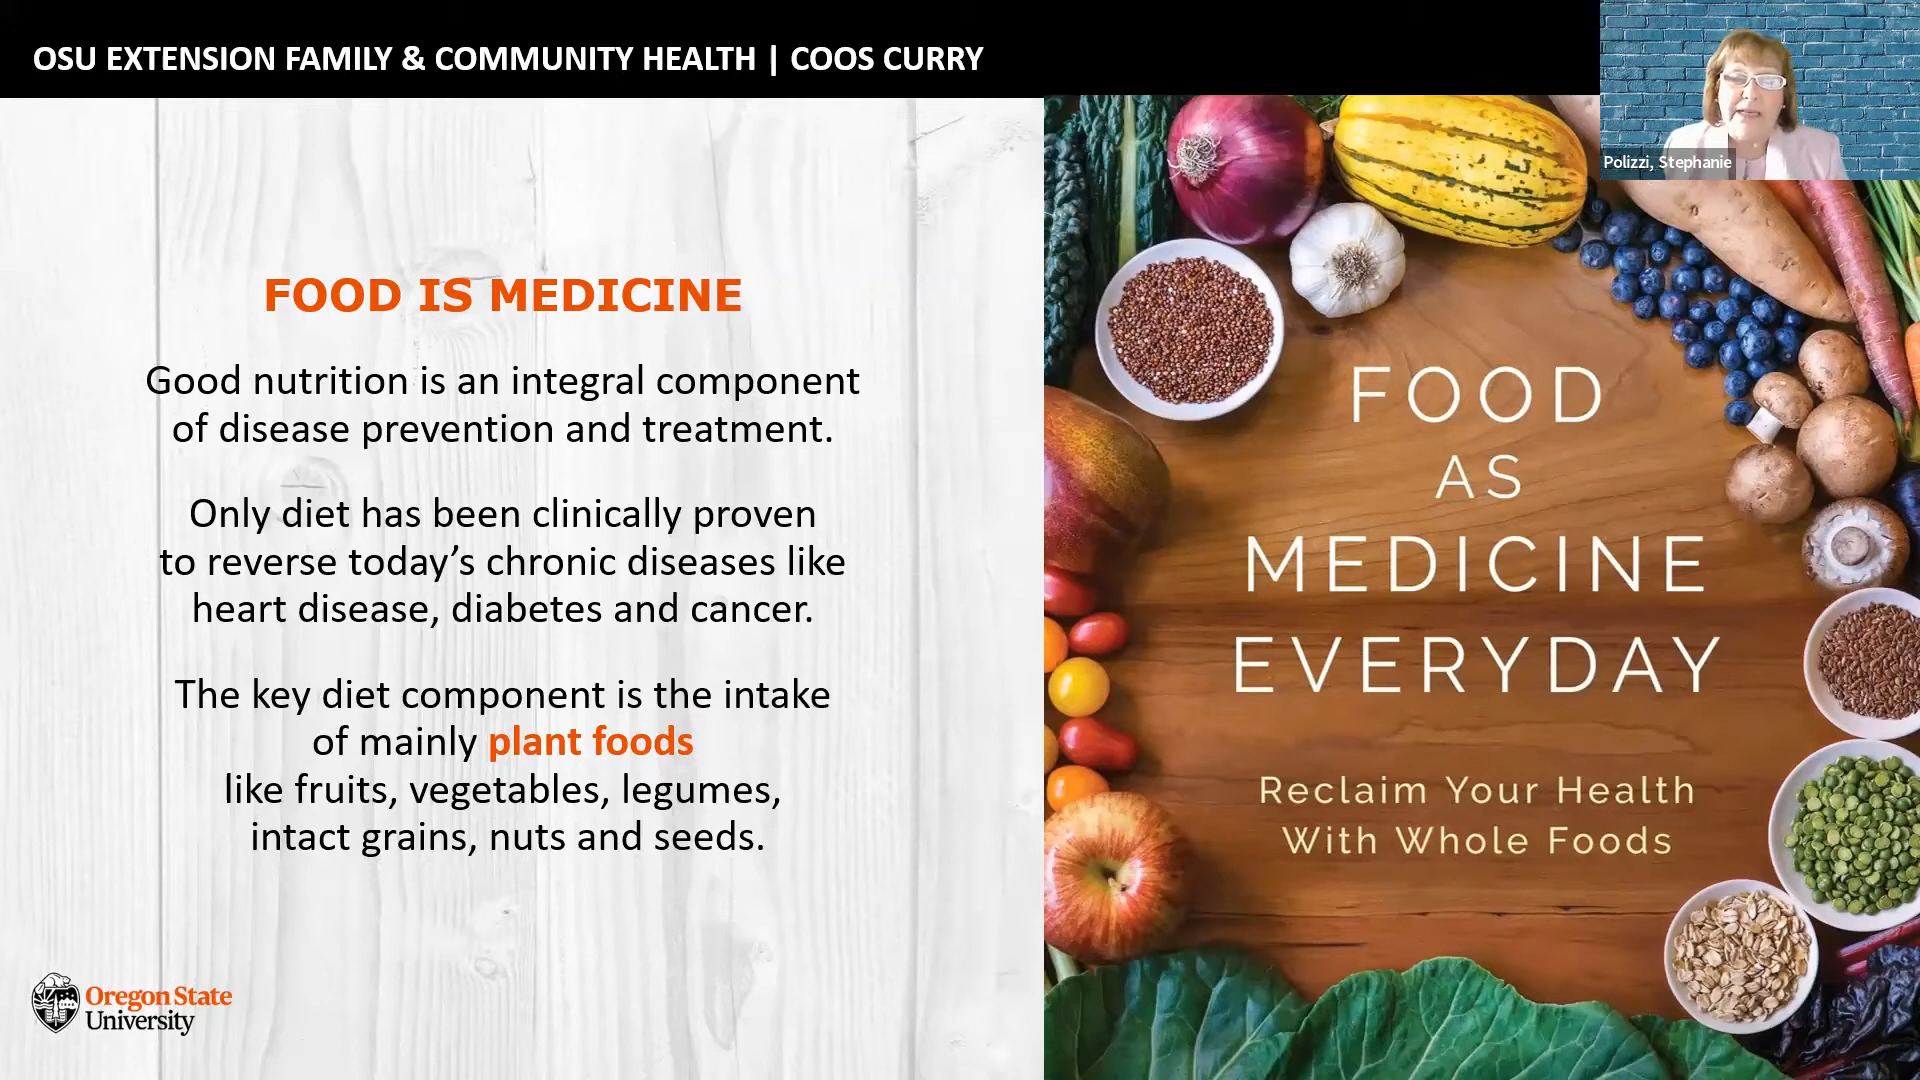 OSU EXTENSION FAMILY & COMMUNITY HEALTH | COOS CURRY
Polizzi, Stephanie
FOOD IS MEDICINE
Good nutrition is an integral component
of disease prevention and treatment.
Only diet has been clinically proven
to reverse today’s chronic diseases like
heart disease, diabetes and cancer.
The key diet component is the intake
of mainly plant foods
like fruits, vegetables, legumes,
intact grains, nuts and seeds.
Oregon State
University
FOOD
AS
MEDICINE
EVERYDAY
Reclaim Your Health
With Whole Foods